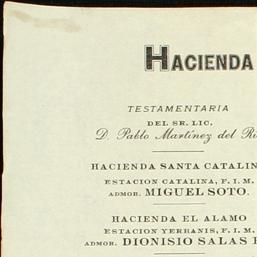 HACIENDA
TESTAMENTARIA
DEL SR. LIC.
D. Pablo Martínez del Rí
HACIENDA SANTA CATALIN
ESTACION CATALINA, F. I. M.
ADMOR. MIGUEL SOTO.
HACIENDA EL ALAMO
ESTACION YERBANIS, F. I. M.
ADMOR. DIONISIO SALAS